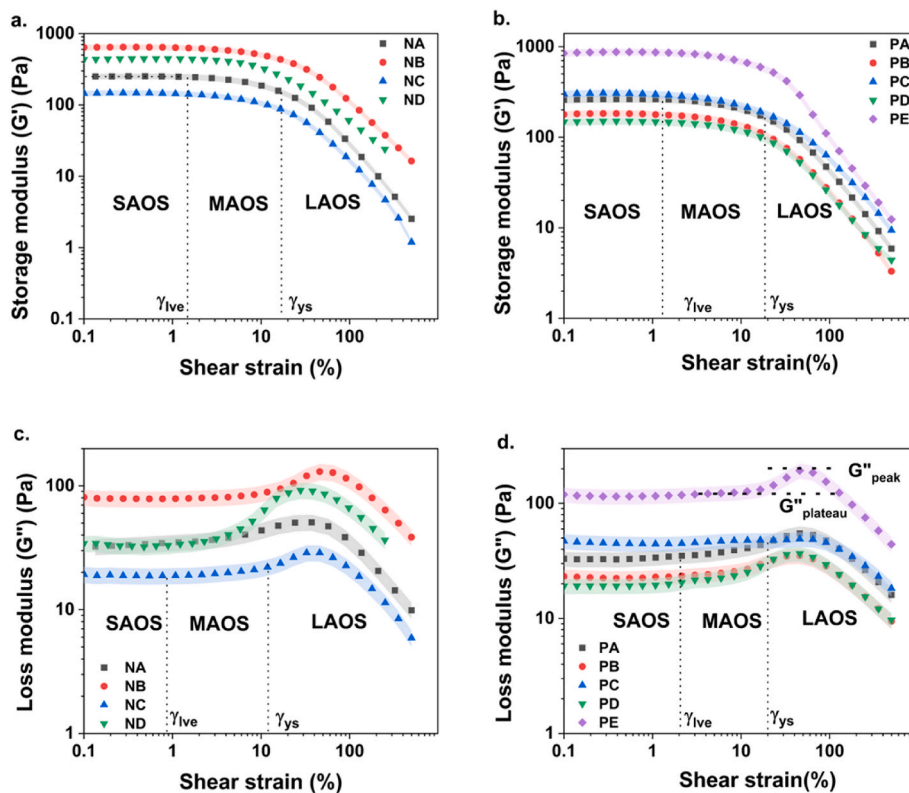 a.
Storage modulus (G') (Pa)
1000
100
10
1
0.1
NA
NB
NC
ND
SAOS MAOS LAOS
γlve
γys
0.1 1 10 100
Shear strain (%)
b.
Storage modulus (G') (Pa)
1000
100
10
1
PA
PB
PC
PD
PE
SAOS MAOS LAOS
γlve
γys
0.1 1 10 100
Shear strain(%)
c.
Loss modulus (G") (Pa)
100
10
1
SAOS MAOS LAOS
NA
NB
NC
ND
γlve
γys
0.1 1 10 100
Shear strain (%)
d.
Loss modulus (G") (Pa)
100
10
1
G"peak
G"plateau
SAOS MAOS LAOS
PA
PB
PC
PD
PE
γlve
γys
0.1 1 10 100
Shear strain(%)